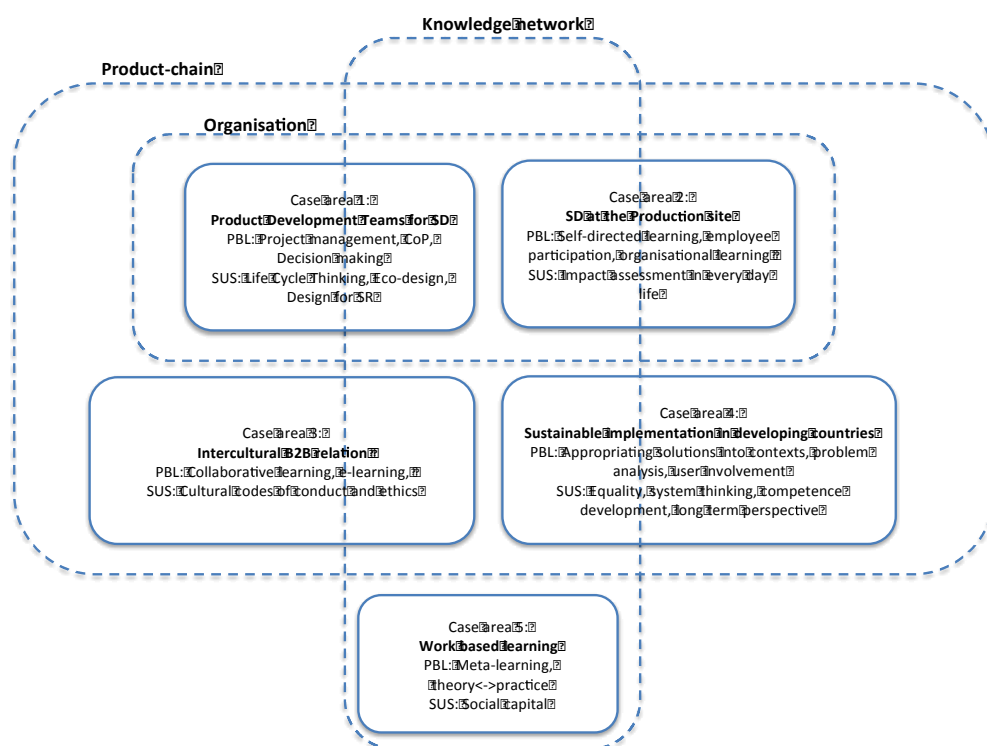 Knowledge network
Product-chain
Organisation
Case area 1:
Product Development Teams for SD
PBL: Project management, CoP,
Decision making
SUS: Life Cycle Thinking, Eco-design,
Design for SR
Case area 2:
SD at the Production site
PBL: Self-directed learning, employee
participation, organisational learning
SUS: Impact assessment in every day
life
Case area 3:
Intercultural B2B relation
PBL: Collaborative learning, e-learning,
SUS: Cultural codes of conduct and ethics
Case area 4:
Sustainable implementation in developing countries
PBL: Appropriating solutions into contexts, problem
analysis, user involvement
SUS: Equality, system thinking, competence
development, long term perspective
Case area 5:
Work based learning
PBL: Meta-learning,
theory<->practice
SUS: Social capital